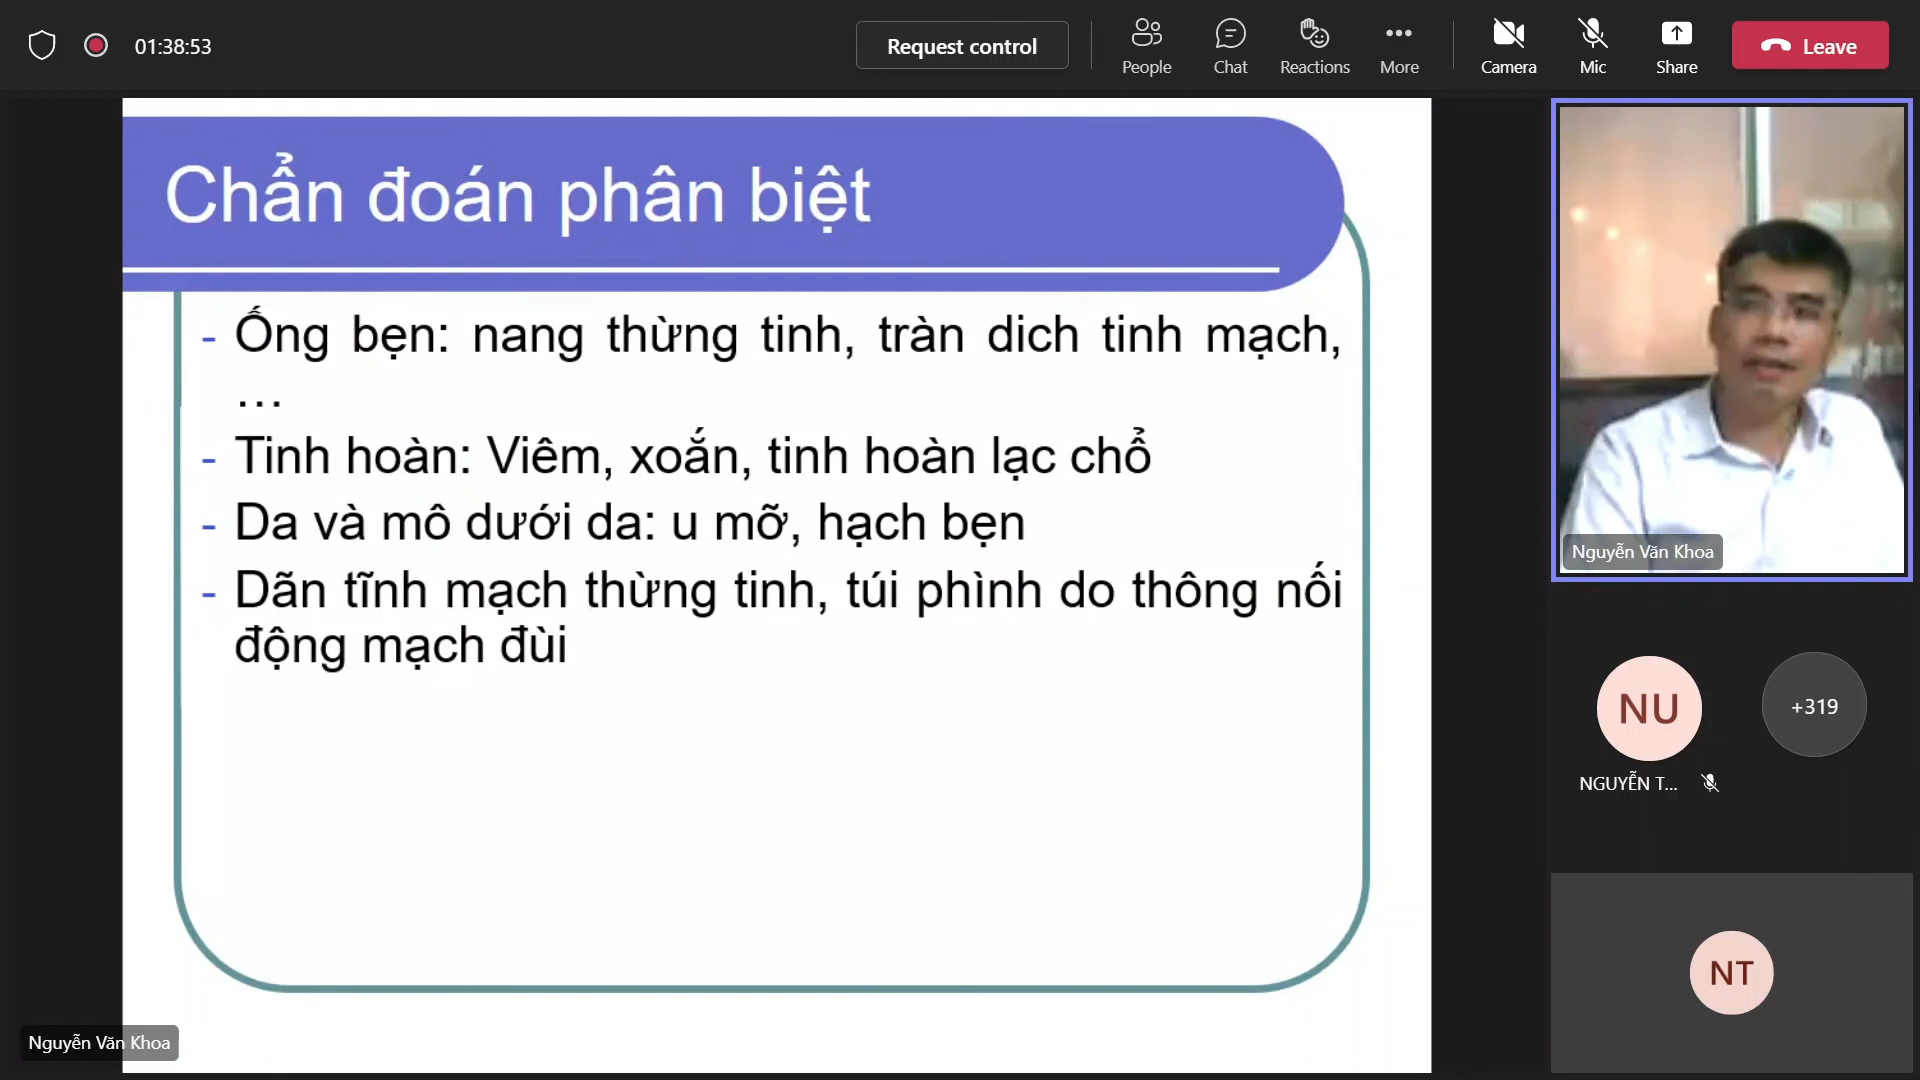 01:38:53
Request control
People
Chat
Reactions
More
Camera
Mic
Share
Leave
Chẩn đoán phân biệt
- Ống bẹn: nang thừng tinh, tràn dich tinh mạch,
...
- Tinh hoàn: Viêm, xoắn, tinh hoàn lạc chổ
- Da và mô dưới da: u mỡ, hạch bẹn
- Dãn tĩnh mạch thừng tinh, túi phình do thông nối
động mạch đùi
Nguyễn Văn Khoa
NU
+319
NGUYỄN T...
NT
Nguyễn Văn Khoa